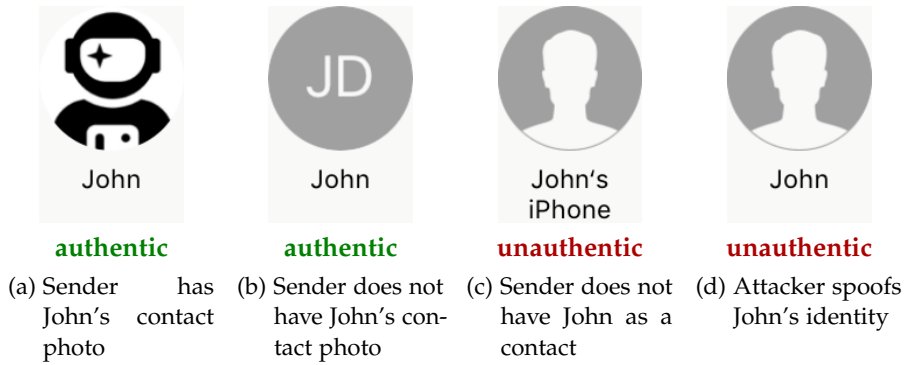 JD
John
John
John‘s
iPhone
John
authentic
authentic
unauthentic
unauthentic
(a) Sender has
John's contact
photo
(b) Sender does not
have John's con-
tact photo
(c) Sender does not
have John as a
contact
(d) Attacker spoofs
John's identity